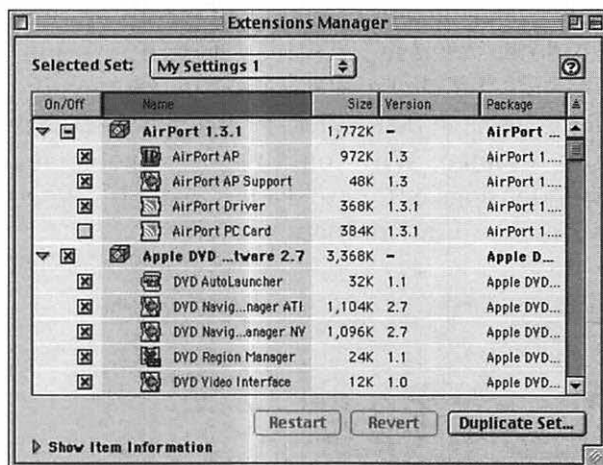 Extensions Manager
Selected Set: My Settings 1
On/Off Name Size Version Package
AirPort 1.3.1 1,772K – AirPort ...
AirPort AP 972K 1.3 AirPort 1....
AirPort AP Support 48K 1.3 AirPort 1....
AirPort Driver 368K 1.3.1 AirPort 1....
AirPort PC Card 384K 1.3.1 AirPort 1....
Apple DVD ...tware 2.7 3,368K – Apple D...
DVD AutoLauncher 32K 1.1 Apple DVD...
DVD Navig...nager ATI 1,104K 2.7 Apple DVD...
DVD Navig...anager NV 1,096K 2.7 Apple DVD...
DVD Region Manager 24K 1.1 Apple DVD...
DVD Video Interface 12K 1.0 Apple DVD...
Restart Revert Duplicate Set...
Show Item Information